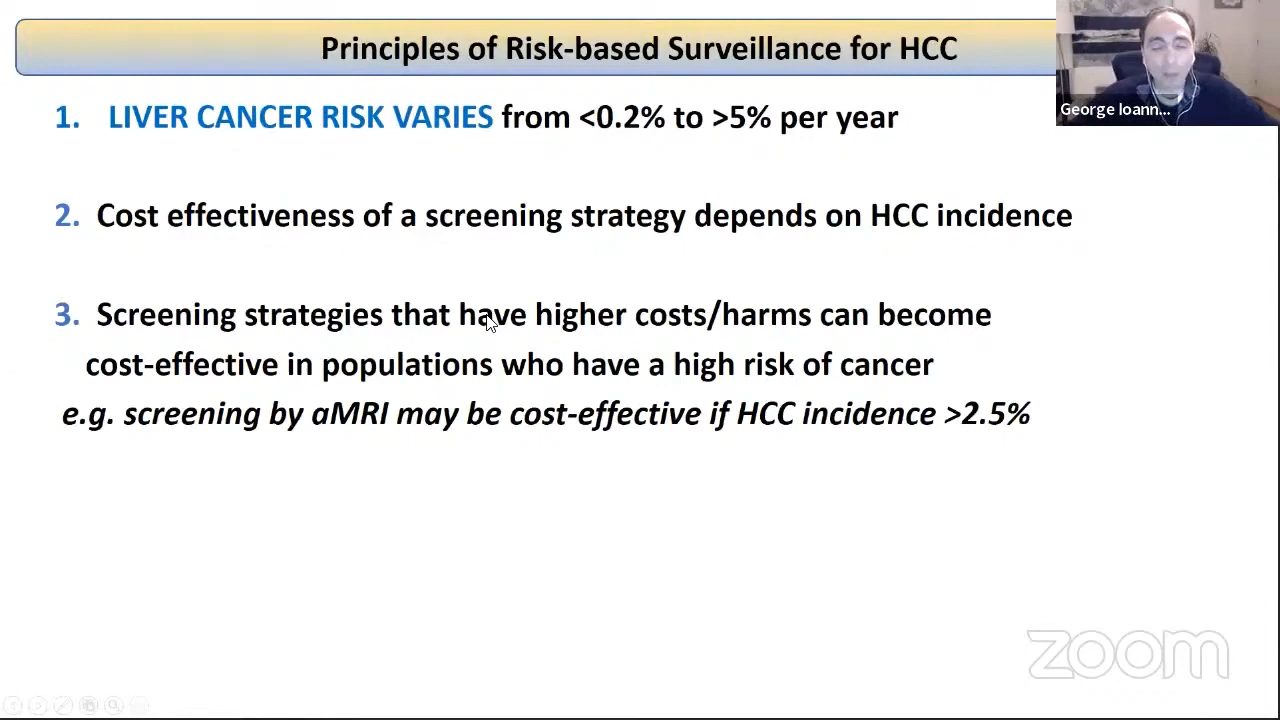 Principles of Risk-based Surveillance for HCC
George Ioann...
1. LIVER CANCER RISK VARIES from <0.2% to >5% per year
2. Cost effectiveness of a screening strategy depends on HCC incidence
3. Screening strategies that have higher costs/harms can become
cost-effective in populations who have a high risk of cancer
e.g. screening by aMRI may be cost-effective if HCC incidence >2.5%
zoom